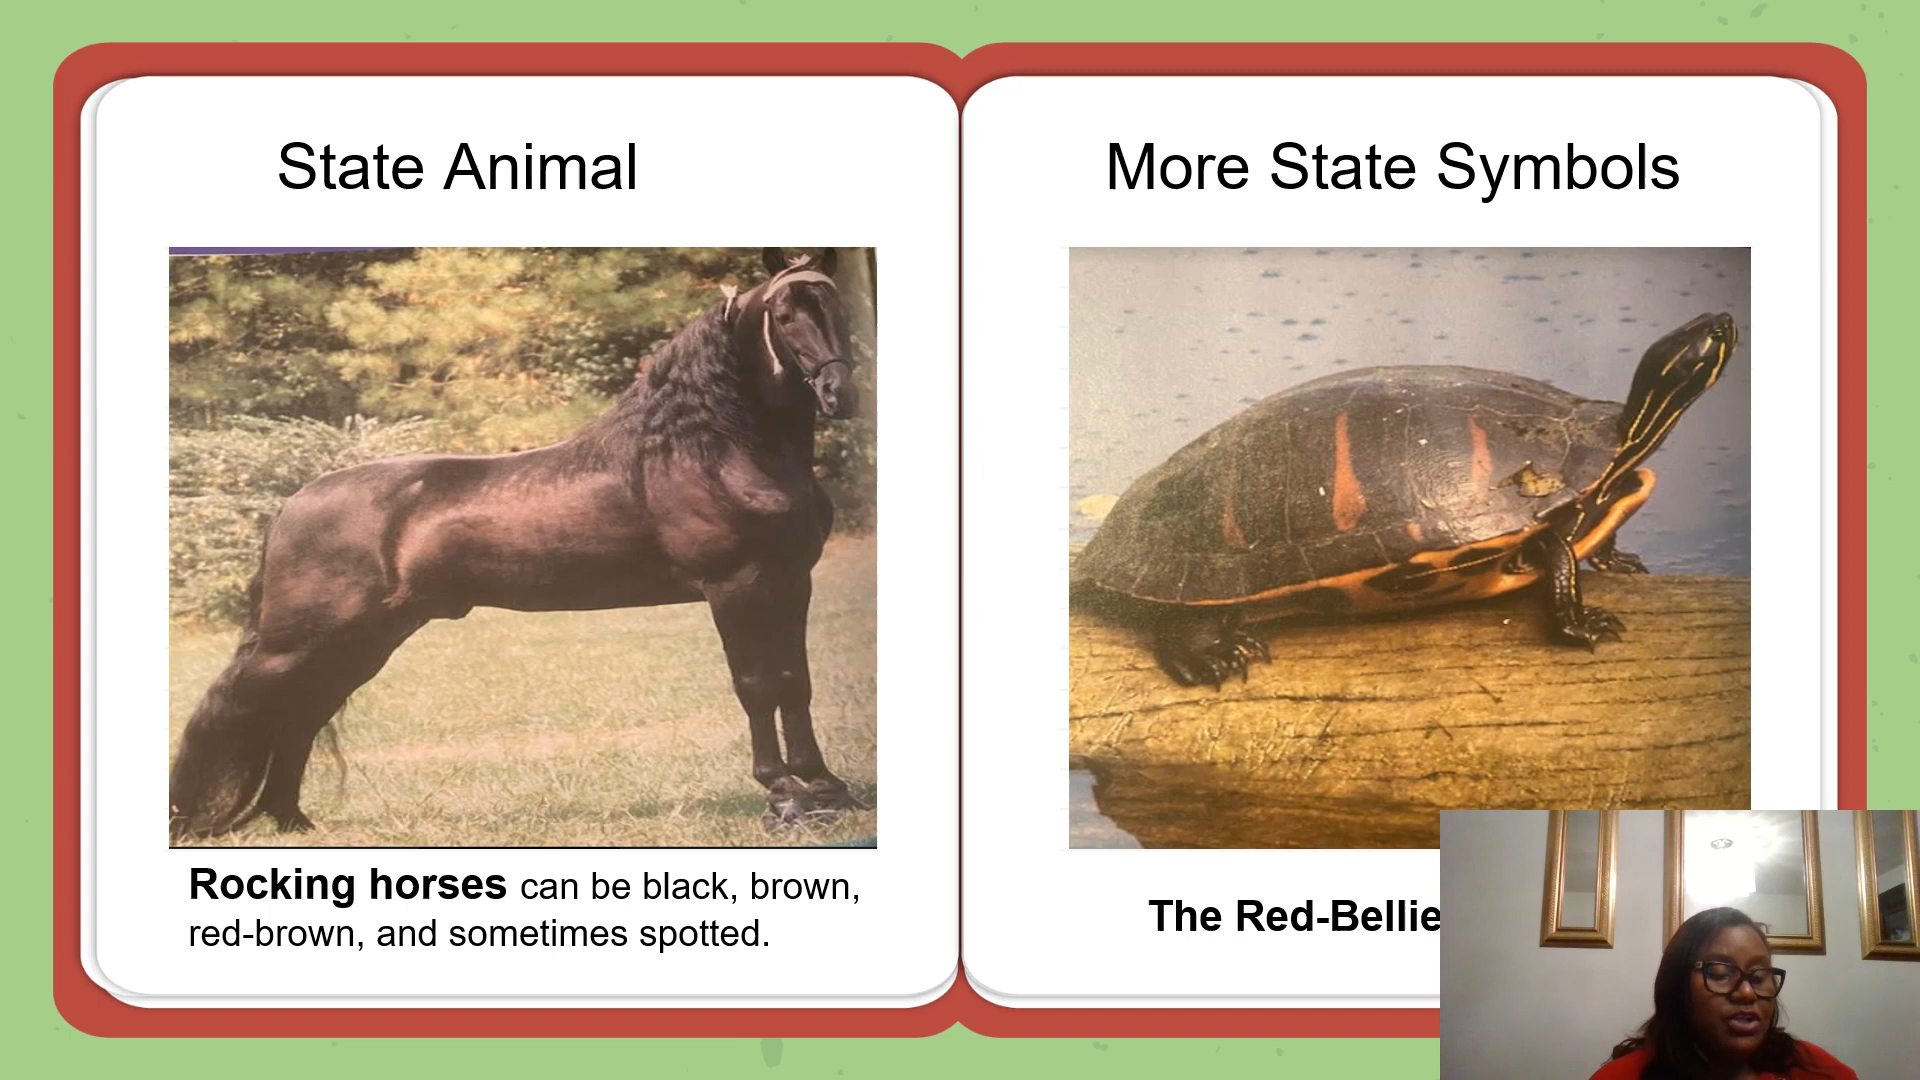 State Animal
Rocking horses can be black, brown,
red-brown, and sometimes spotted.
More State Symbols
The Red-Bellie